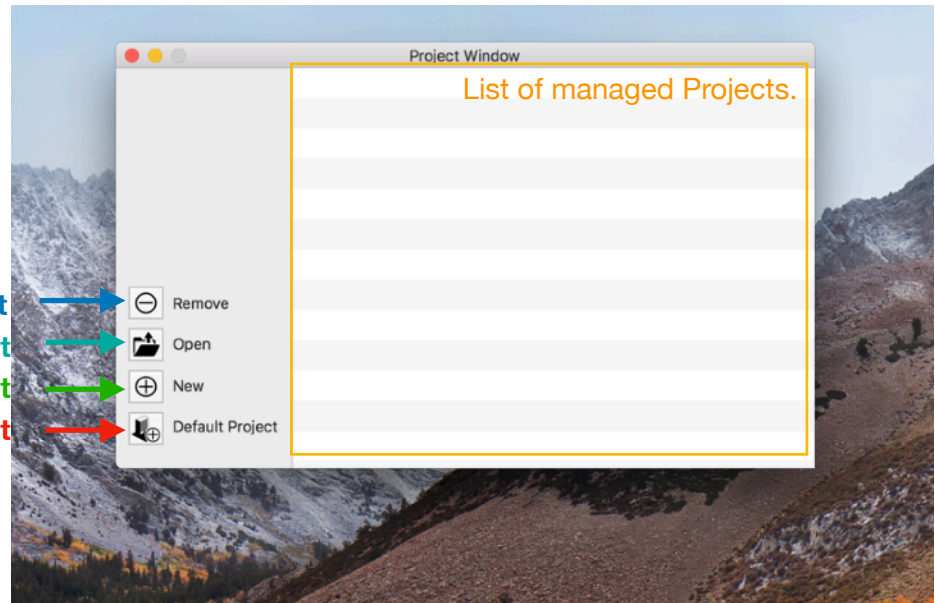 Project Window
List of managed Projects.
t
Remove
t
Open
t
New
t
Default Project